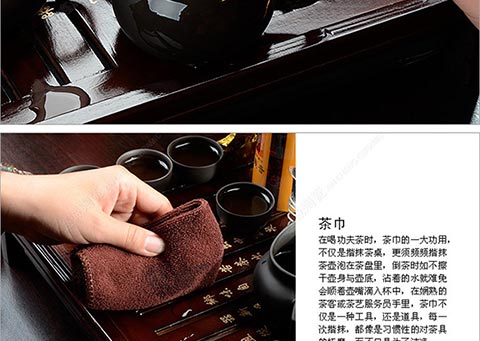 茶巾
在喝功夫茶时，茶巾的一大功用，
不仅是揩抹茶桌，更须频频揩抹
茶壶泡在茶盘里，倒茶时如不擦
干壶身与壶底，沾着的水就难免
会顺着壶嘴滴入杯中，在娴熟的
茶客或茶艺服务员手里，茶巾不
仅是一种工具，还是道具，每一
次揩抹，都像是习惯性的对茶具